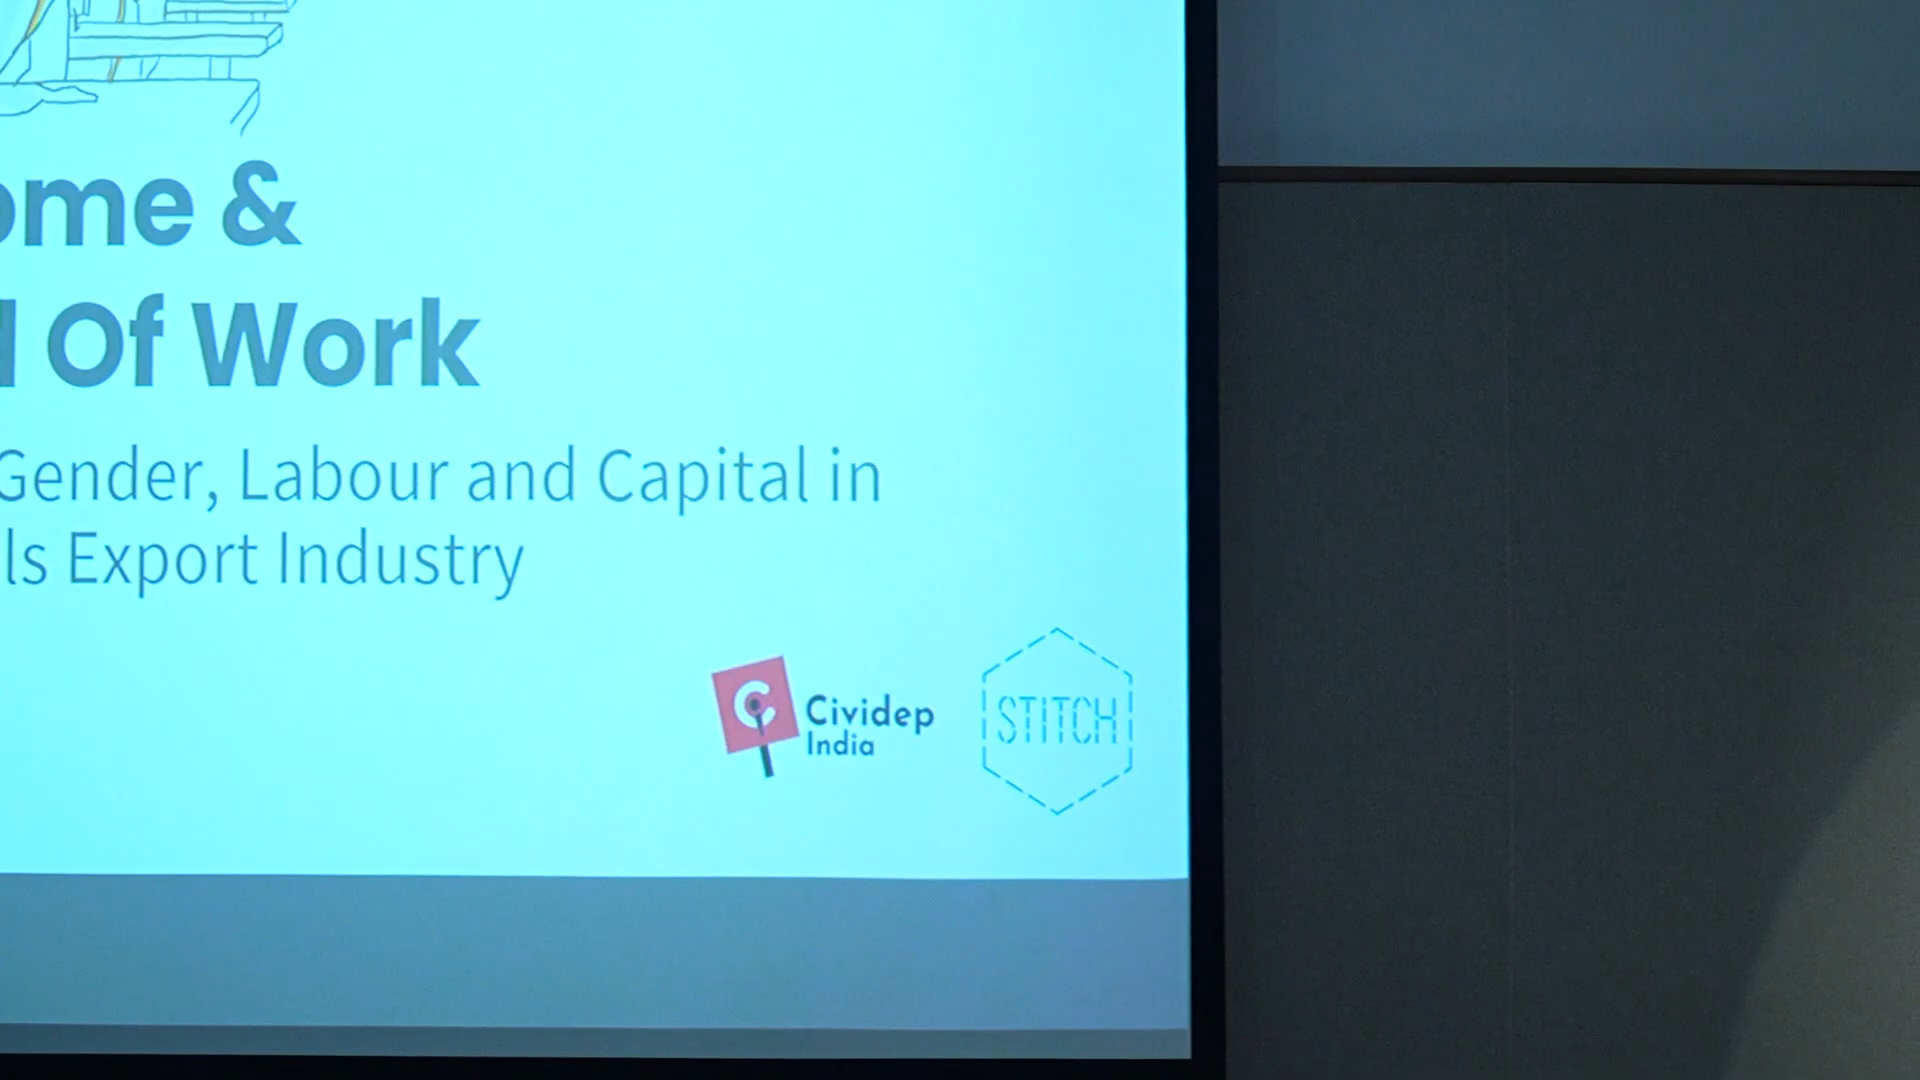 ome &
Of Work
Gender, Labour and Capital in
ls Export Industry
Cividep
India
STITCH